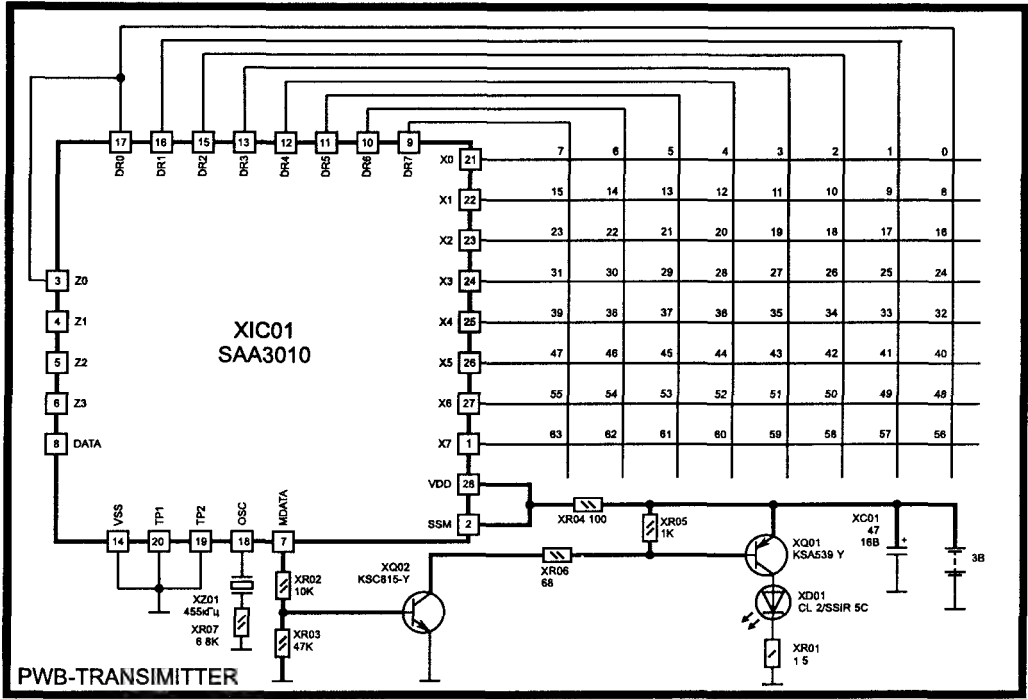 17 16 15 13 12 11 10 9
DR0 DR1 DR2 DR3 DR4 DR5 DR6 DR7
X0 21 7 6 5 4 3 2 1 0
X1 22 15 14 13 12 11 10 9 8
X2 23 23 22 21 20 19 18 17 16
3 Z0 X3 24 31 30 29 28 27 26 25 24
4 Z1 X4 25 39 38 37 36 35 34 33 32
XIC01
SAA3010
5 Z2 X5 26 47 46 45 44 43 42 41 40
6 Z3 X6 27 55 54 53 52 51 50 49 48
8 DATA X7 1 63 62 61 60 59 58 57 56
VDD 28
SSM 2
VSS TP1 TP2 OSC MDATA
14 20 19 18 7
XR04 100
XR05
1K
XC01
47
16В
XQ01
KSA539 Y
3В
XQ02
KSC815-Y
XR06
68
XR02
10K
XZ01
455кГц
XD01
CL 2/SSIR 5C
XR07
6 8K
XR03
47K
XR01
1 5
PWB-TRANSIMITTER